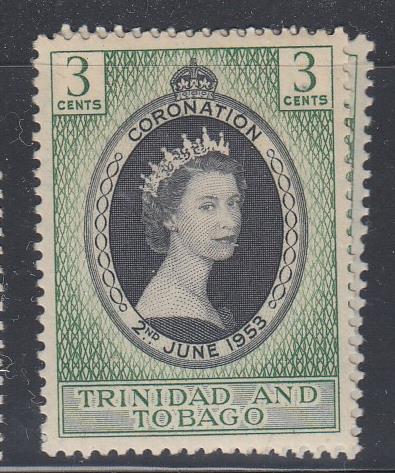 3 3
CENTS CENTS
CORONATION
2ND JUNE 1953
TRINIDAD AND
TOBAGO